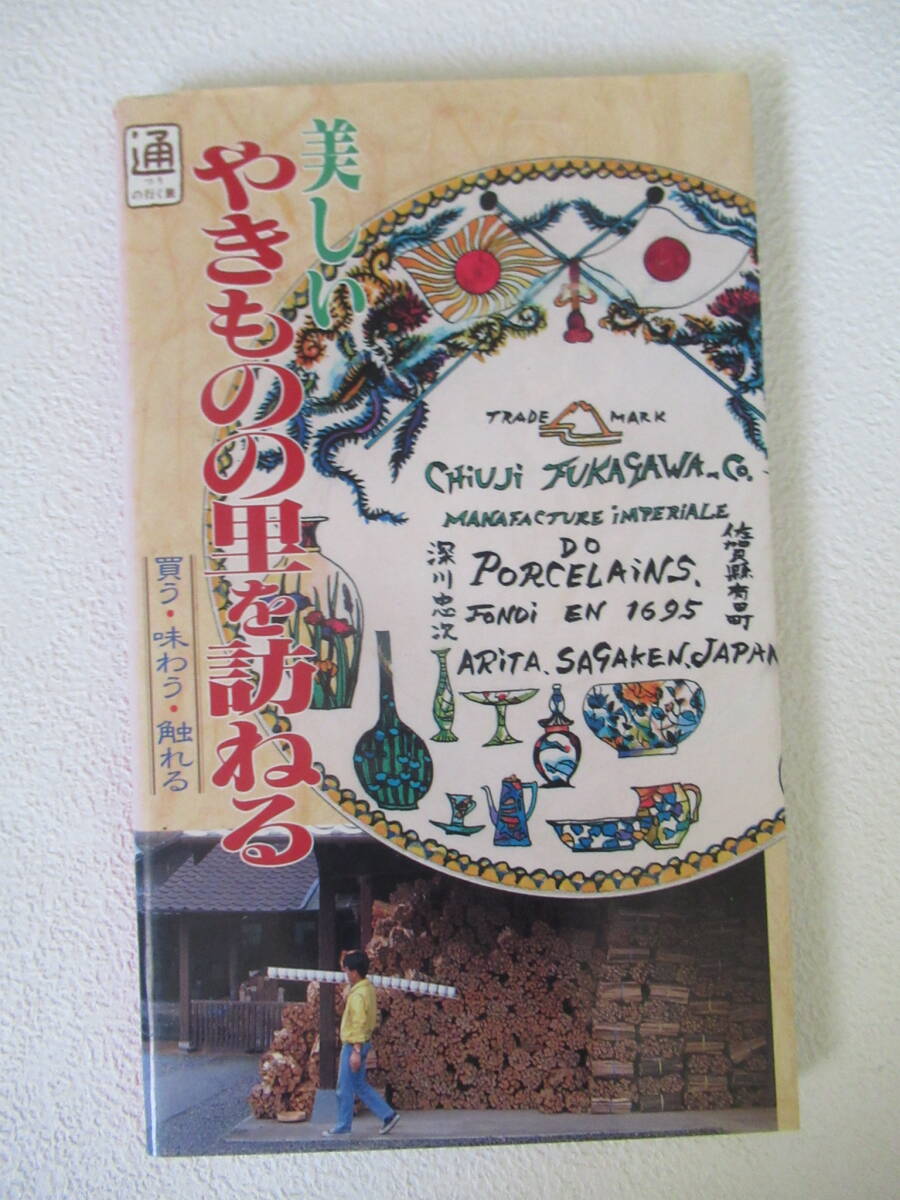 通
つう
の行く旅
美しい
やきものの里を訪ねる
買う・味わう・触れる
TRADE MARK
CHiUJi FUKAGAWA & Co.
MANAFACTURE iMPERiALE
DO
PORCELAiNS.
FONDi EN 1695
ARiTA. SAGAKEN. JAPAN
深川忠次
佐賀縣有田町